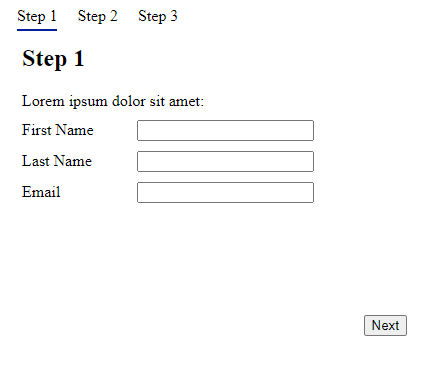 Step 1 Step 2 Step 3
Step 1
Lorem ipsum dolor sit amet:
First Name
Last Name
Email
Next